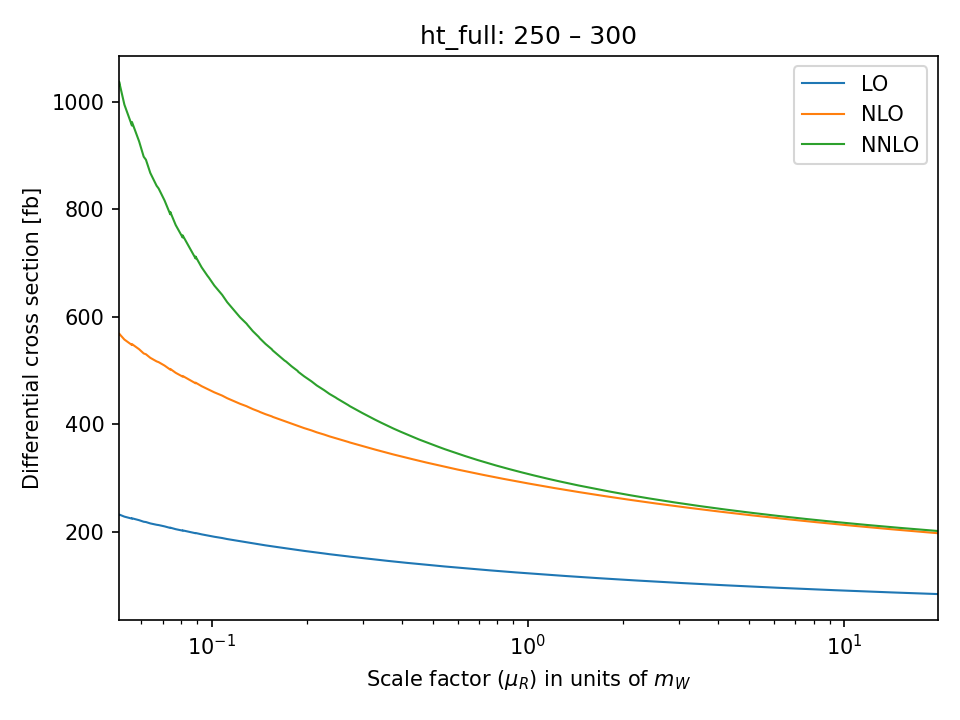 ht_full: 250 – 300
LO
NLO
NNLO
1000
800
600
400
200
Differential cross section [fb]
10⁻¹
10⁰
10¹
Scale factor (μ_R) in units of m_W